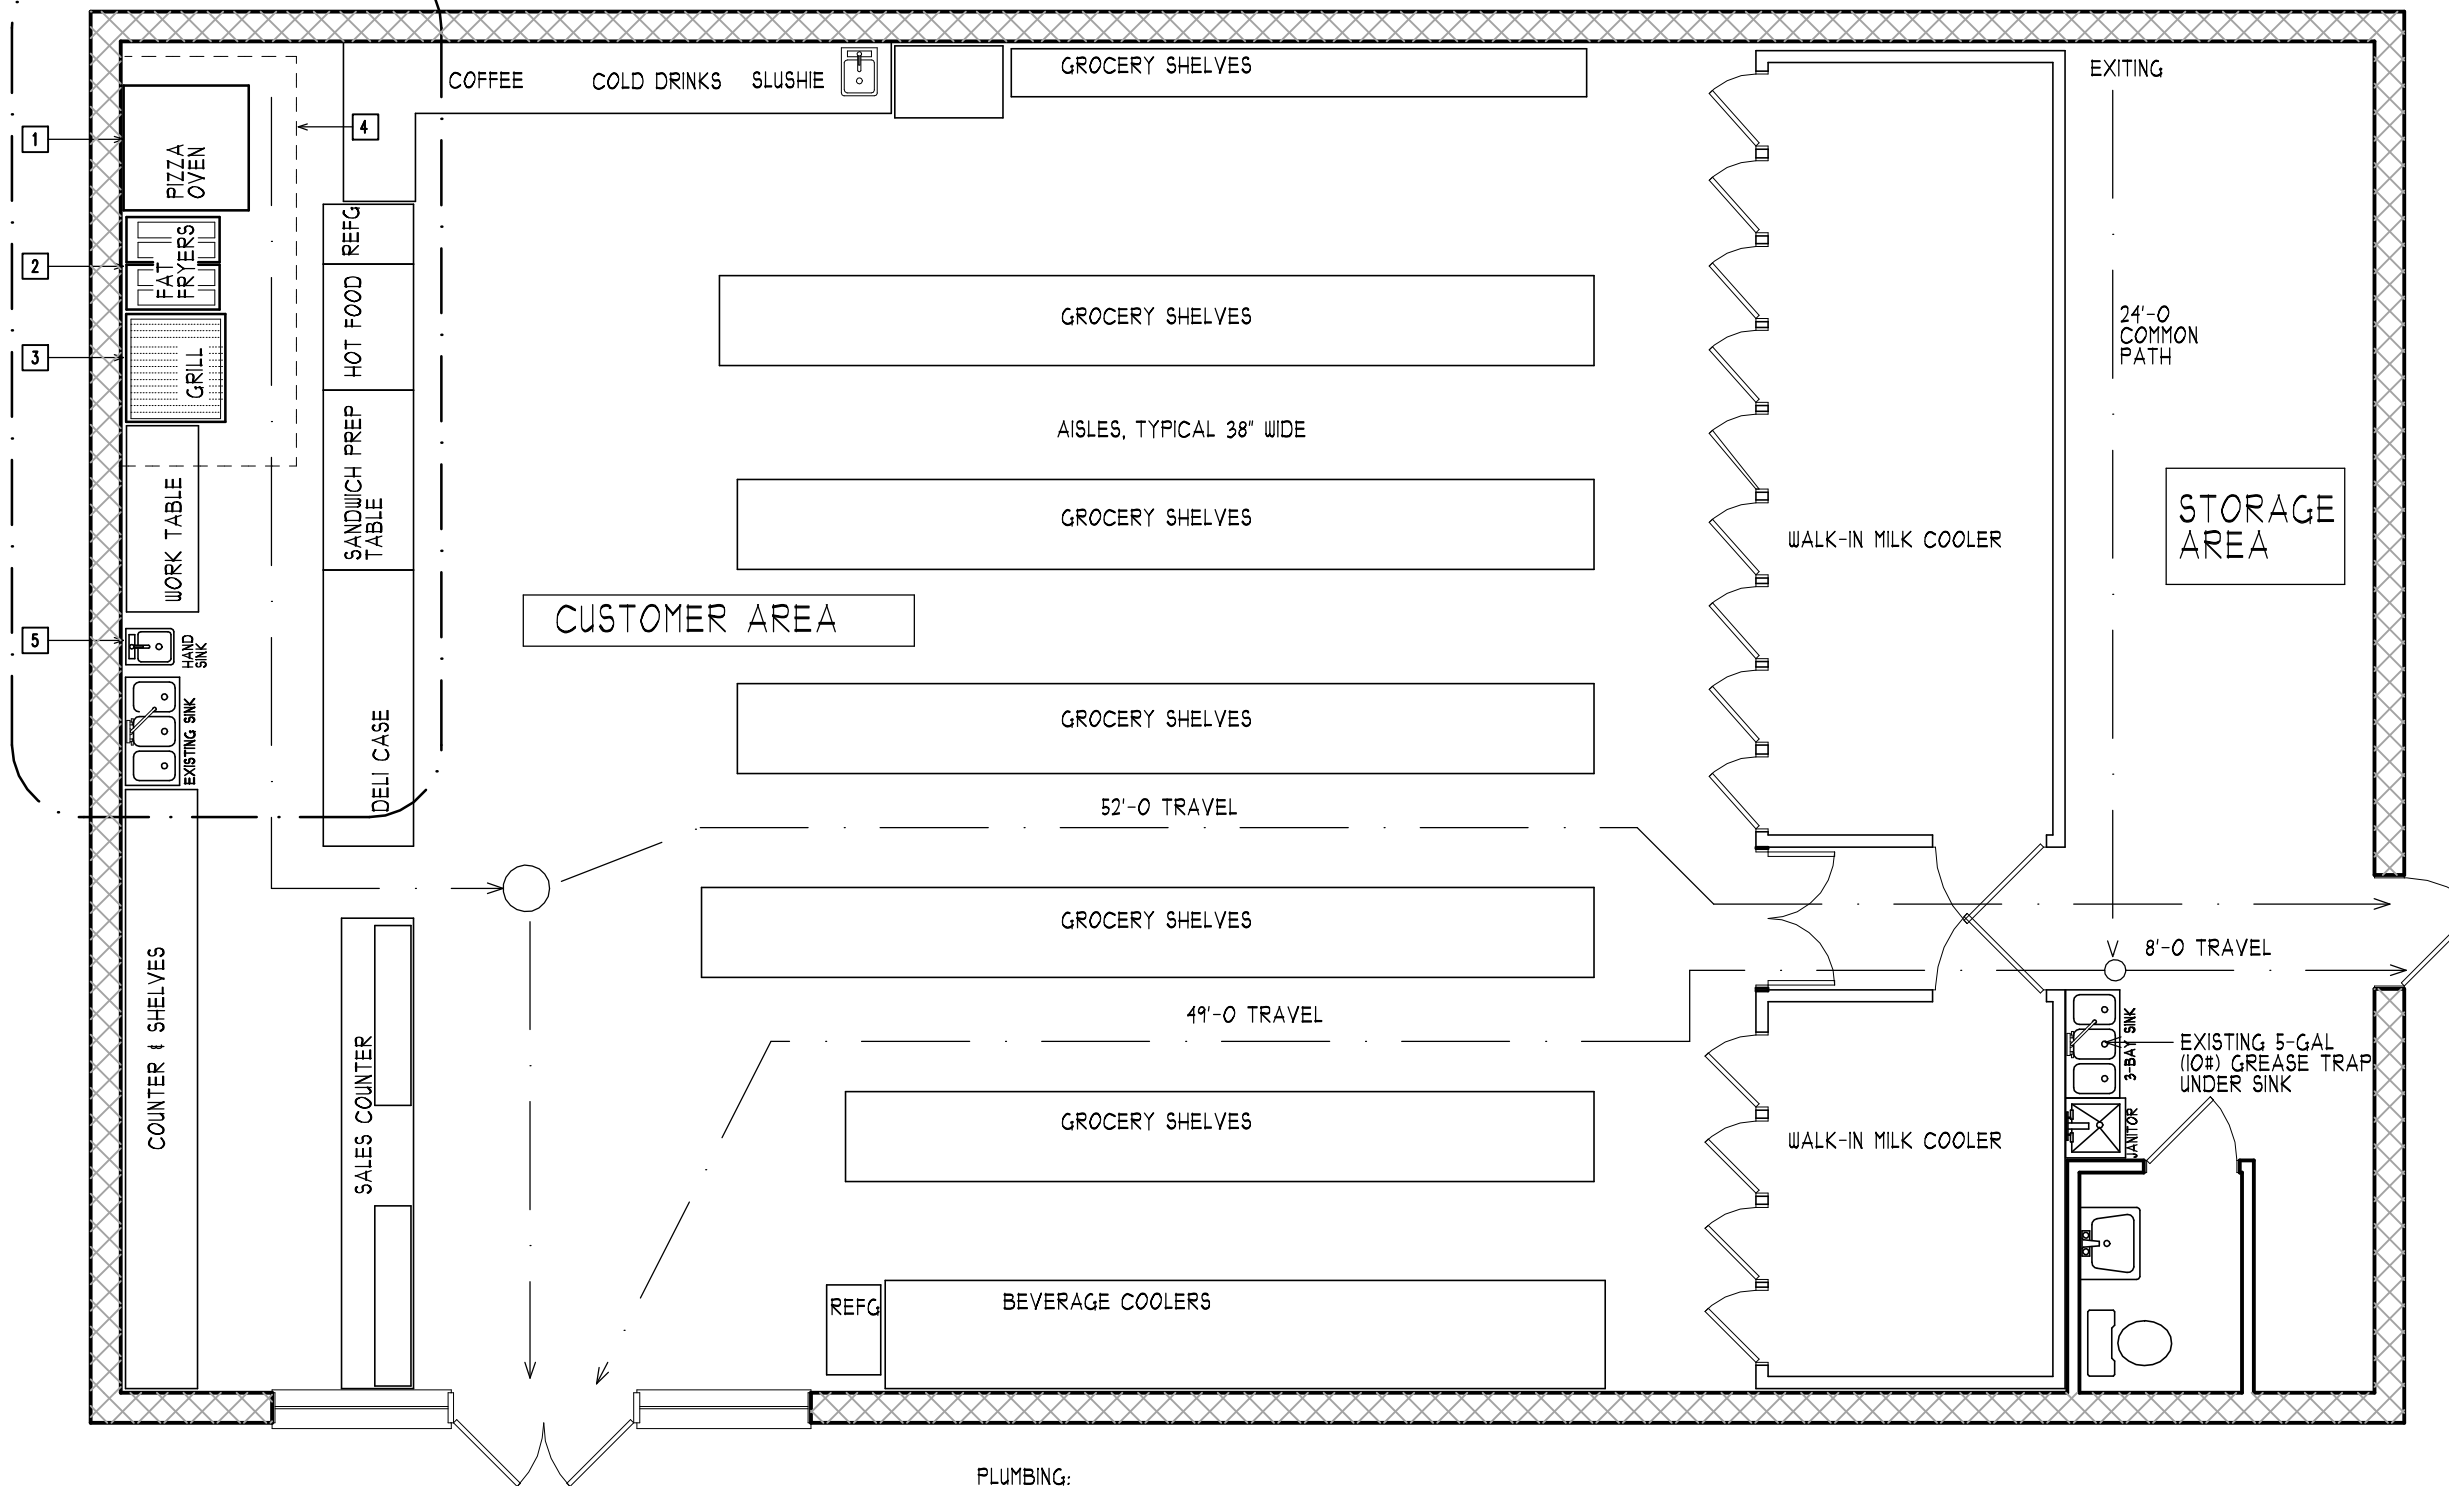 COFFEE
COLD DRINKS
SLUSHIE
GROCERY SHELVES
EXITING
1
4
PIZZA
OVEN
REFG
2
FAT
FRYERS
HOT FOOD
GROCERY SHELVES
24'-0
COMMON
PATH
3
GRILL
AISLES, TYPICAL 38" WIDE
SANDWICH PREP
TABLE
WORK TABLE
GROCERY SHELVES
WALK-IN MILK COOLER
STORAGE
AREA
CUSTOMER AREA
5
HAND
SINK
EXISTING SINK
DELI CASE
GROCERY SHELVES
52'-0 TRAVEL
GROCERY SHELVES
8'-0 TRAVEL
COUNTER & SHELVES
SALES COUNTER
49'-0 TRAVEL
3-BAY SINK
EXISTING 5-GAL
(10#) GREASE TRAP
UNDER SINK
JANITOR
GROCERY SHELVES
WALK-IN MILK COOLER
REFG
BEVERAGE COOLERS
PLUMBING: